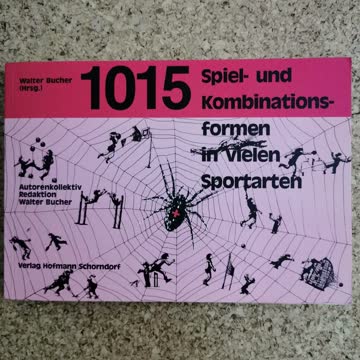 Walter Bucher
(Hrsg.)
1015
Spiel- und
Kombinations-
formen
in vielen
Sportarten
Autorenkollektiv
Redaktion
Walter Bucher
Verlag Hofmann Schorndorf